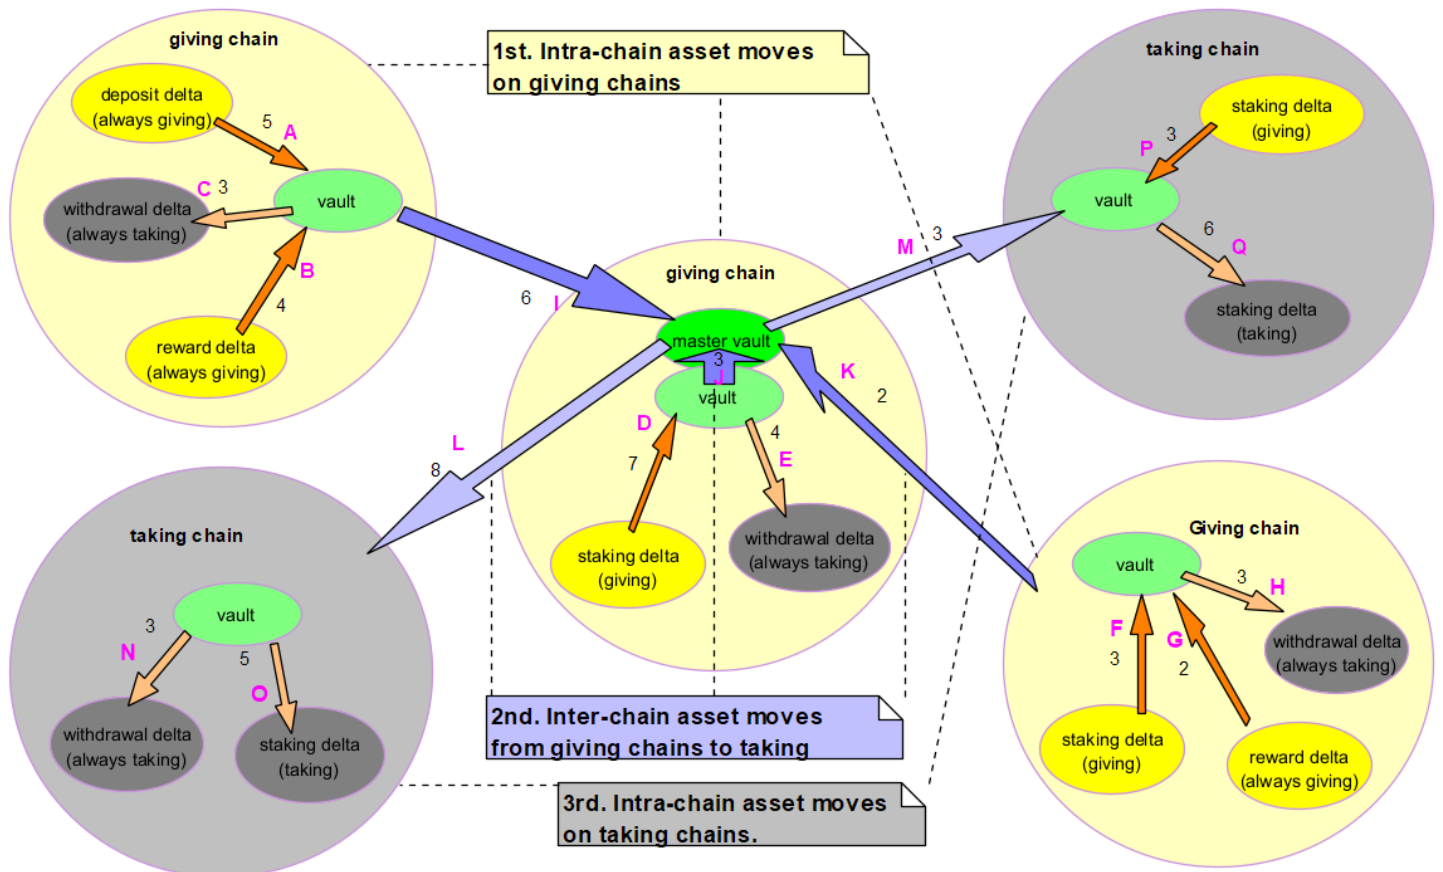 giving chain
deposit delta
(always giving)
5
A
C
3
withdrawal delta
(always taking)
vault
B
4
reward delta
(always giving)
1st. Intra-chain asset moves
on giving chains
taking chain
staking delta
(giving)
3
P
vault
6
Q
staking delta
(taking)
giving chain
6
I
master vault
3
J
vault
M
3
K
2
D
7
4
E
staking delta
(giving)
withdrawal delta
(always taking)
L
8
taking chain
vault
3
N
5
O
withdrawal delta
(always taking)
staking delta
(taking)
Giving chain
vault
3
H
F
3
G
2
withdrawal delta
(always taking)
staking delta
(giving)
reward delta
(always giving)
2nd. Inter-chain asset moves
from giving chains to taking
3rd. Intra-chain asset moves
on taking chains.